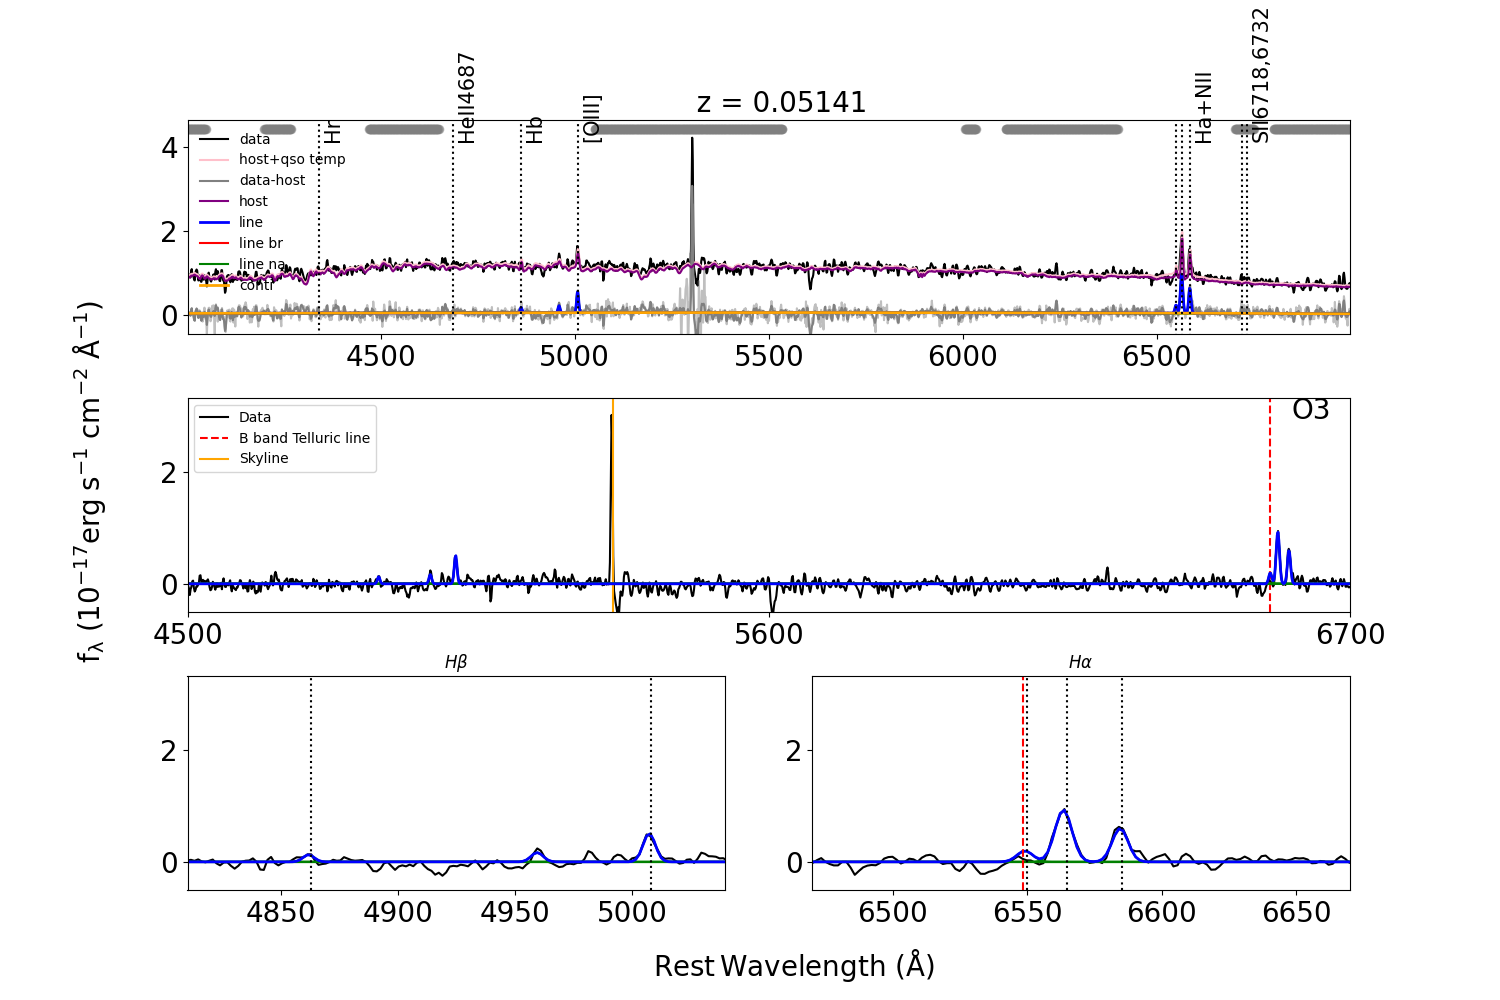 Hr
HeII4687
Hb
[OIII]
Ha+NII
SII6718,6732
z = 0.05141
data
host+qso temp
data-host
host
line
line br
line na
conti
4
2
0
4500
5000
5500
6000
6500
fλ (10−17erg s−1 cm−2 Å−1)
Data
B band Telluric line
Skyline
O3
2
0
4500
5600
6700
Hβ
2
0
4850
4900
4950
5000
Hα
2
0
6500
6550
6600
6650
Rest Wavelength (Å)